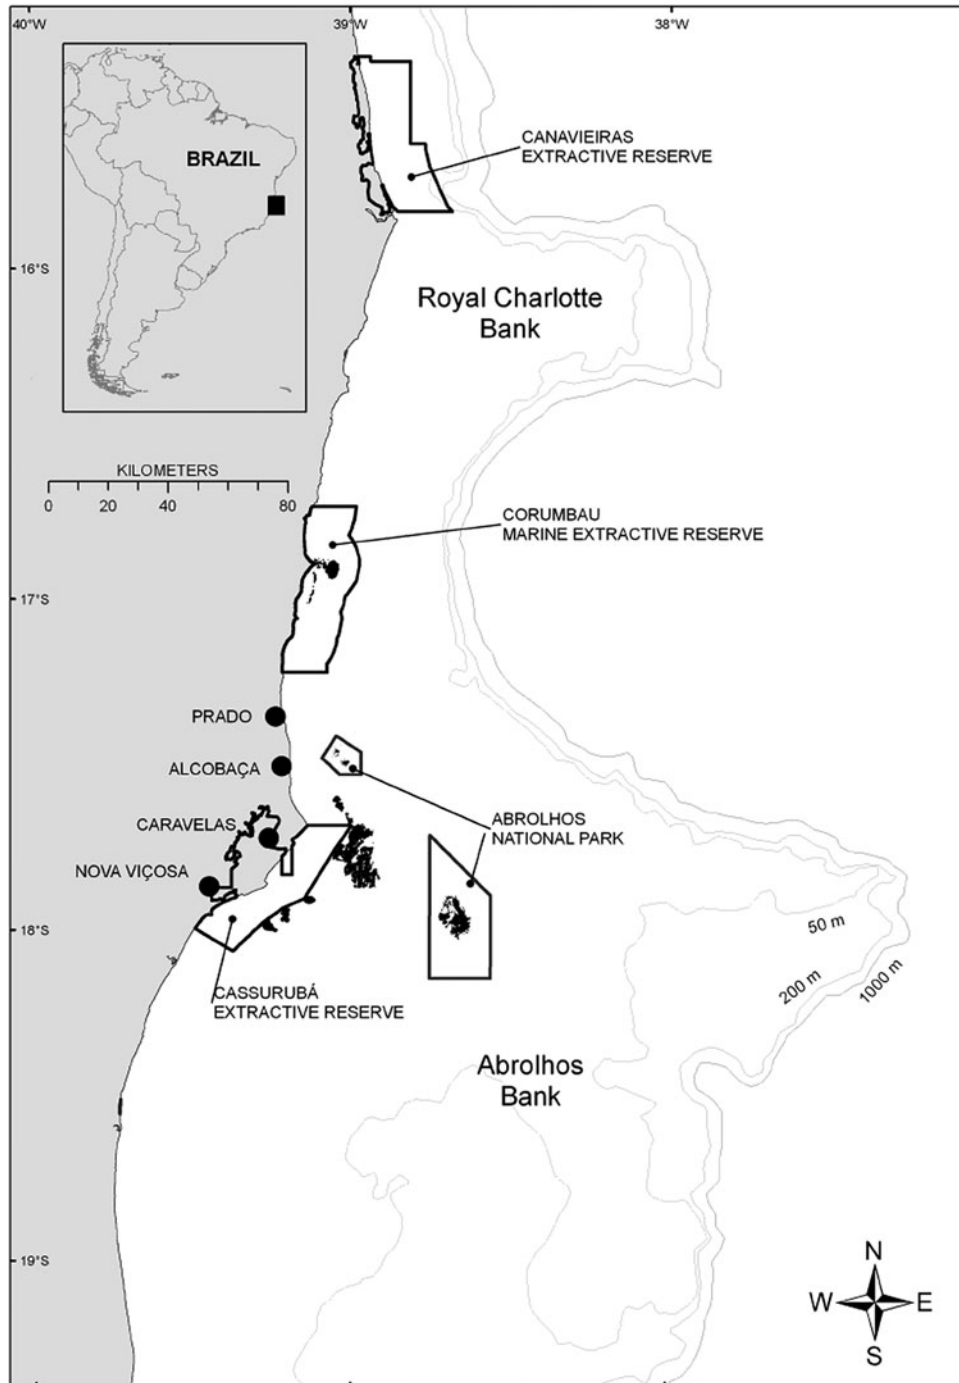 40°W
39°W
38°W
BRAZIL
CANAVIEIRAS
EXTRACTIVE RESERVE
16°S
Royal Charlotte
Bank
KILOMETERS
0 20 40 60 80
CORUMBAU
MARINE EXTRACTIVE RESERVE
17°S
PRADO
ALCOBAÇA
CARAVELAS
NOVA VIÇOSA
ABROLHOS
NATIONAL PARK
18°S
50 m
200 m
1000 m
CASSURUBÁ
EXTRACTIVE RESERVE
Abrolhos
Bank
19°S
N
W E
S